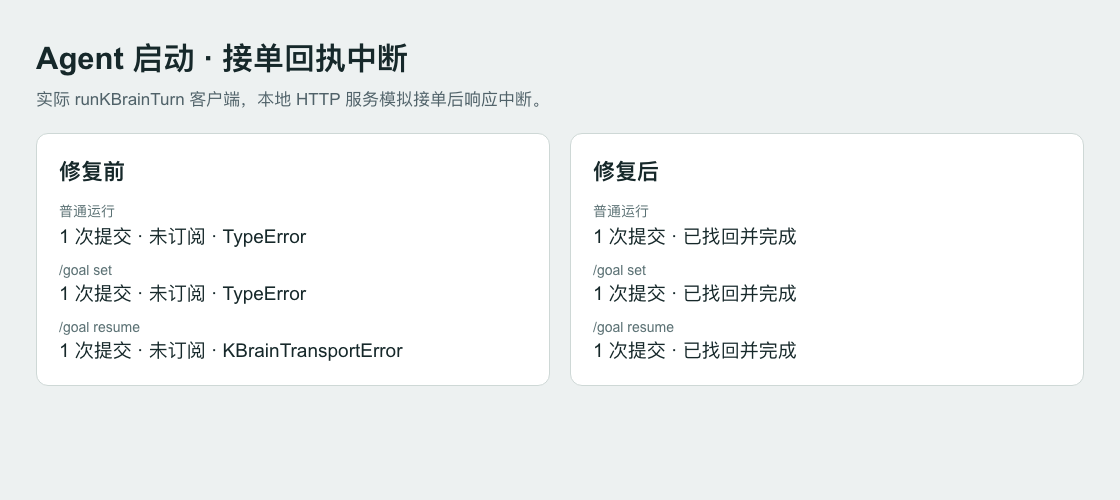 Agent 启动 · 接单回执中断
实际 runKBrainTurn 客户端，本地 HTTP 服务模拟接单后响应中断。
修复前
普通运行
1 次提交 · 未订阅 · TypeError
/goal set
1 次提交 · 未订阅 · TypeError
/goal resume
1 次提交 · 未订阅 · KBrainTransportError
修复后
普通运行
1 次提交 · 已找回并完成
/goal set
1 次提交 · 已找回并完成
/goal resume
1 次提交 · 已找回并完成